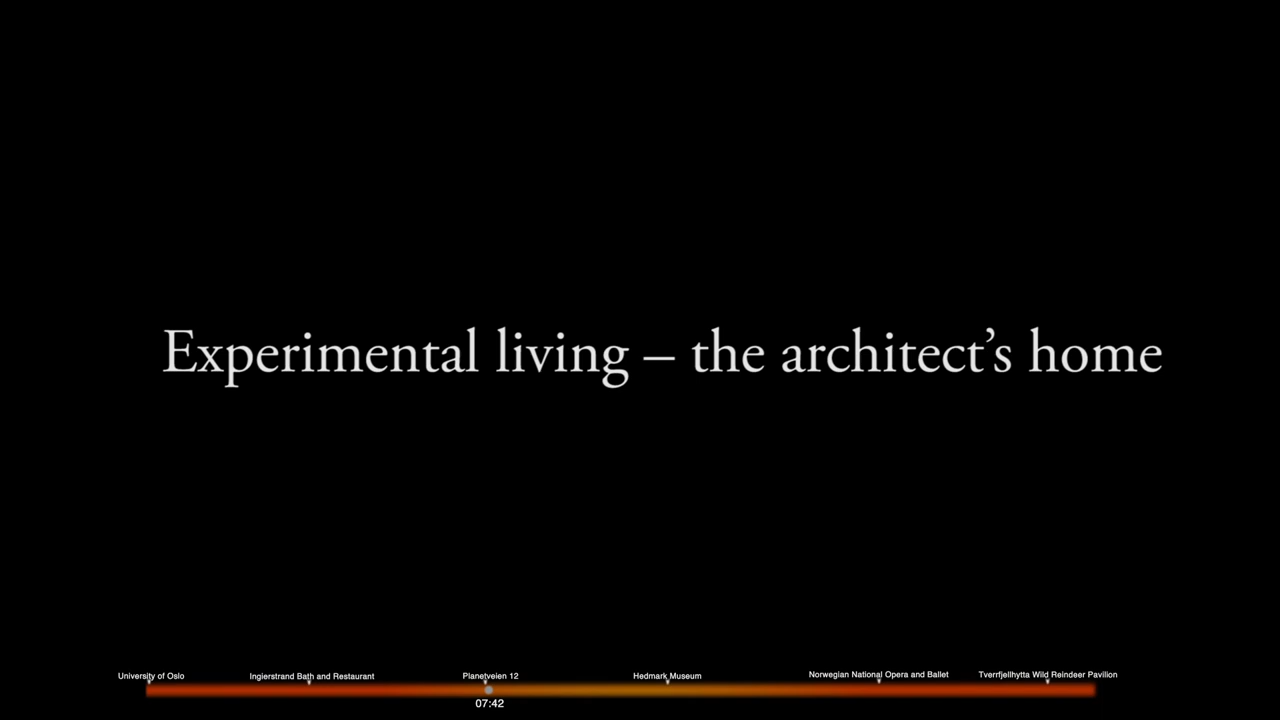 Experimental living – the architect’s home
University of Oslo
Ingierstrand Bath and Restaurant
Planetveien 12
Hedmark Museum
Norwegian National Opera and Ballet
Tverrfjellhytta Wild Reindeer Pavilion
07:42